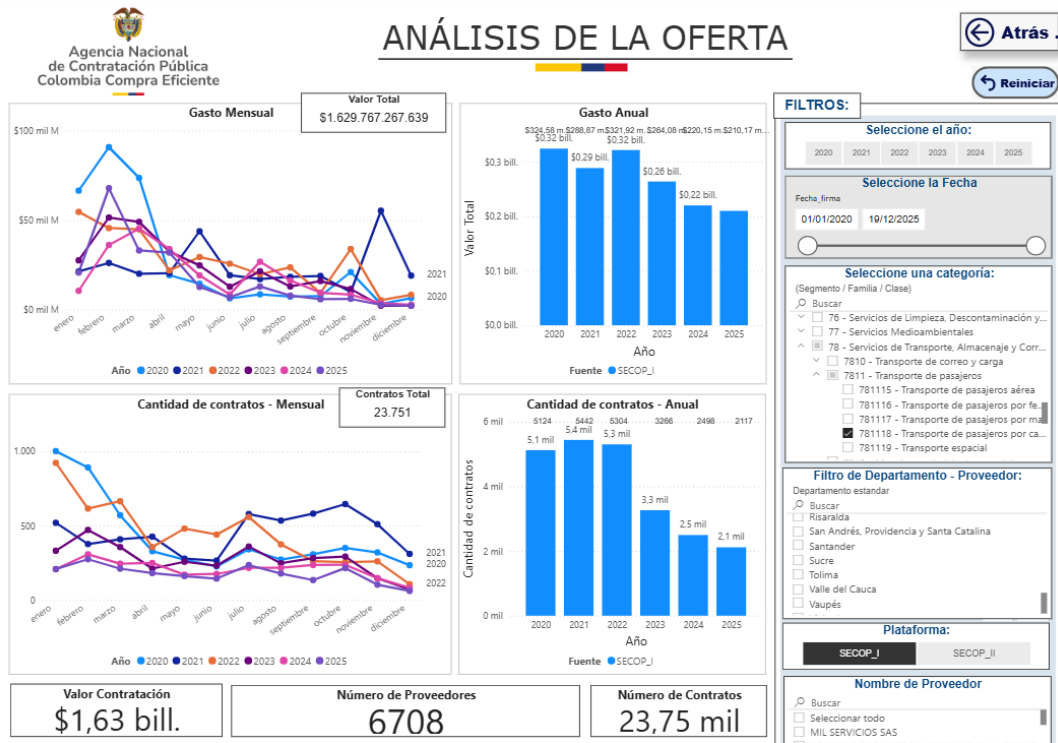 Agencia Nacional
de Contratación Pública
Colombia Compra Eficiente
ANÁLISIS DE LA OFERTA
Atrás .
Reiniciar
Gasto Mensual
Valor Total
$1.629.767.267.639
$100 mil M
$50 mil M
$0 mil M
2021
2020
enero
febrero
marzo
abril
mayo
junio
julio
agosto
septiembre
octubre
noviembre
diciembre
Año 2020 2021 2022 2023 2024 2025
Gasto Anual
$324,58 m... $288,87 m... $321,92 m... $264,08 m... $220,15 m... $210,17 m...
$0,32 bill.
$0,29 bill.
$0,32 bill.
$0,26 bill.
$0,22 bill.
$0,3 bill.
$0,2 bill.
$0,1 bill.
$0,0 bill.
Valor Total
2020 2021 2022 2023 2024 2025
Año
Fuente SECOP_I
Cantidad de contratos - Mensual
Contratos Total
23.751
1.000
500
0
2021
2020
2022
enero
febrero
marzo
abril
mayo
junio
julio
agosto
septiembre
octubre
noviembre
diciembre
Año 2020 2021 2022 2023 2024 2025
Cantidad de contratos - Anual
5124 5442 5304 3266 2498 2117
5,1 mil
5,4 mil
5,3 mil
3,3 mil
2,5 mil
2,1 mil
6 mil
4 mil
2 mil
0 mil
Cantidad de contratos
2020 2021 2022 2023 2024 2025
Año
Fuente SECOP_I
Valor Contratación
$1,63 bill.
Número de Proveedores
6708
Número de Contratos
23,75 mil
FILTROS:
Seleccione el año:
2020 2021 2022 2023 2024 2025
Seleccione la Fecha
Fecha_firma
01/01/2020 19/12/2025
Seleccione una categoría:
(Segmento / Familia / Clase)
Buscar
76 - Servicios de Limpieza, Descontaminación y...
77 - Servicios Medioambientales
78 - Servicios de Transporte, Almacenaje y Corr...
7810 - Transporte de correo y carga
7811 - Transporte de pasajeros
781115 - Transporte de pasajeros aérea
781116 - Transporte de pasajeros por fe...
781117 - Transporte de pasajeros por ma...
781118 - Transporte de pasajeros por ca...
781119 - Transporte espacial
Filtro de Departamento - Proveedor:
Departamento estandar
Buscar
Risaralda
San Andrés, Providencia y Santa Catalina
Santander
Sucre
Tolima
Valle del Cauca
Vaupés
Plataforma:
SECOP_I SECOP_II
Nombre de Proveedor
Buscar
Seleccionar todo
MIL SERVICIOS SAS